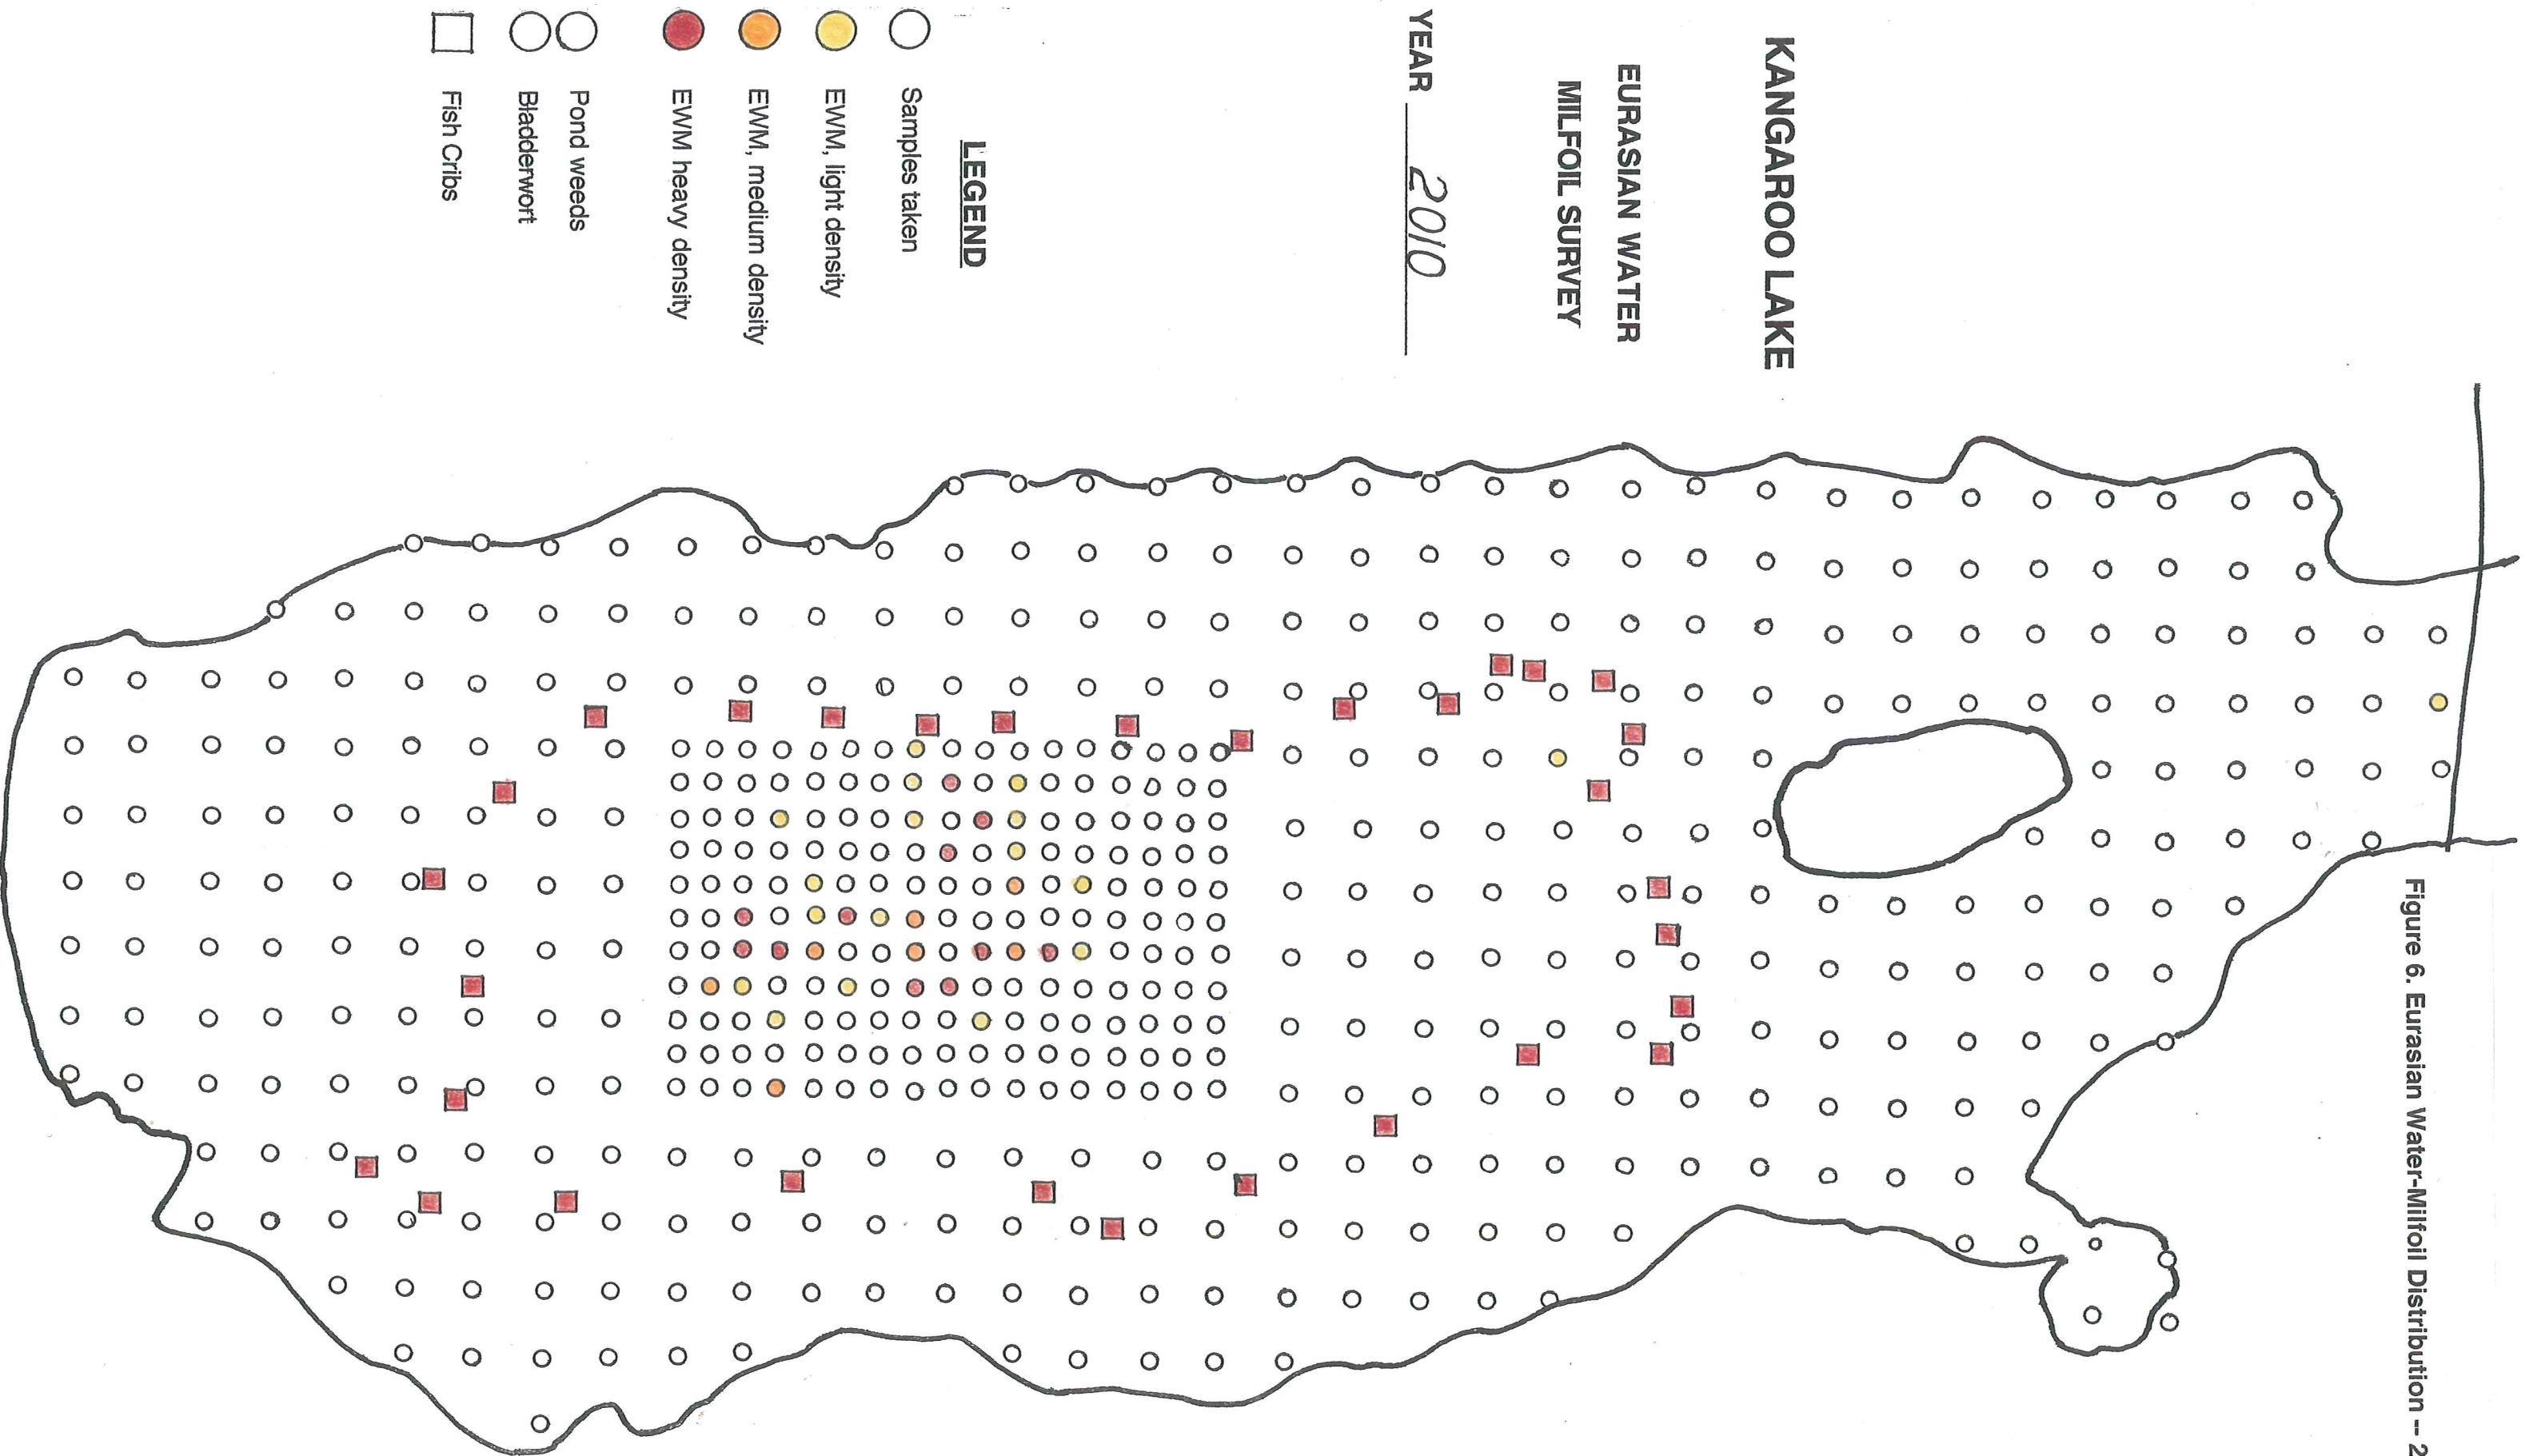 KANGAROO LAKE
EURASIAN WATER
MILFOIL SURVEY
YEAR 2010
LEGEND
Samples taken
EWM, light density
EWM, medium density
EWM heavy density
Pond weeds
Bladderwort
Fish Cribs
Figure 6. Eurasian Water-Milfoil Distribution -- 2